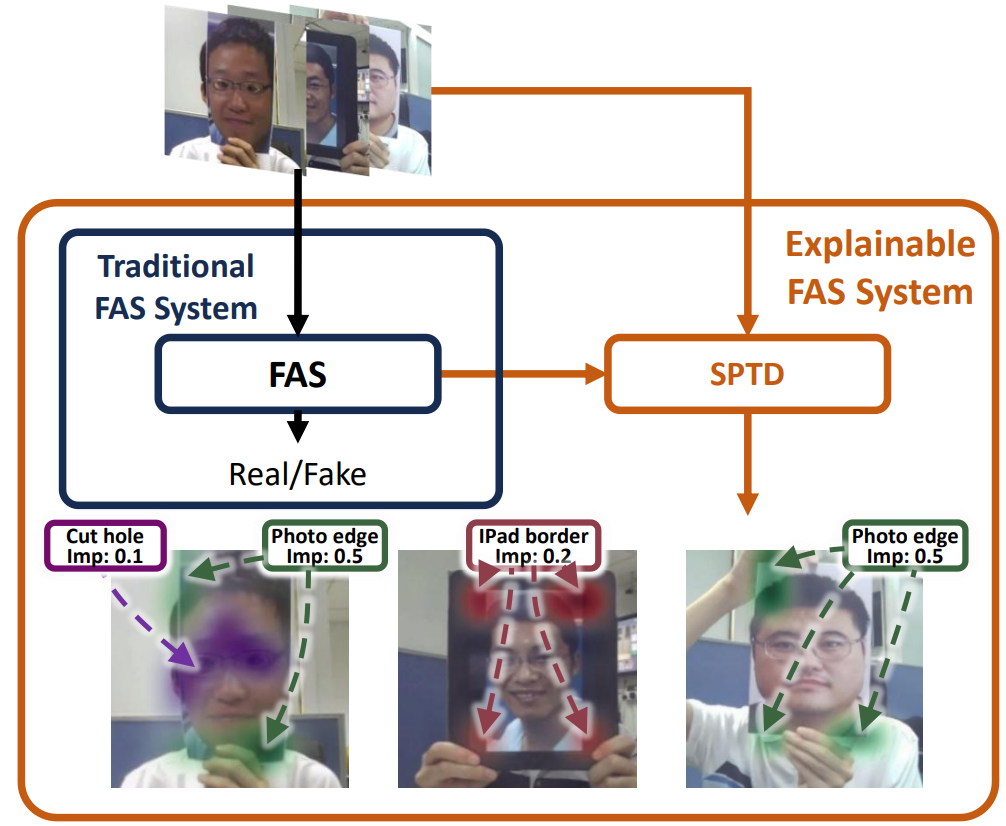 Traditional
FAS System
Explainable
FAS System
FAS
SPTD
Real/Fake
Cut hole
Imp: 0.1
Photo edge
Imp: 0.5
IPad border
Imp: 0.2
Photo edge
Imp: 0.5